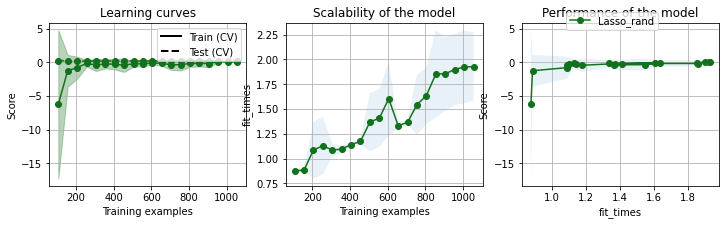 Learning curves
Score
5
0
−5
−10
−15
200 400 600 800 1000
Training examples
Train (CV)
Test (CV)
Scalability of the model
fit_times
2.25
2.00
1.75
1.50
1.25
1.00
0.75
200 400 600 800 1000
Training examples
Performance of the model
Lasso_rand
Score
5
0
−5
−10
−15
1.0 1.2 1.4 1.6 1.8
fit_times